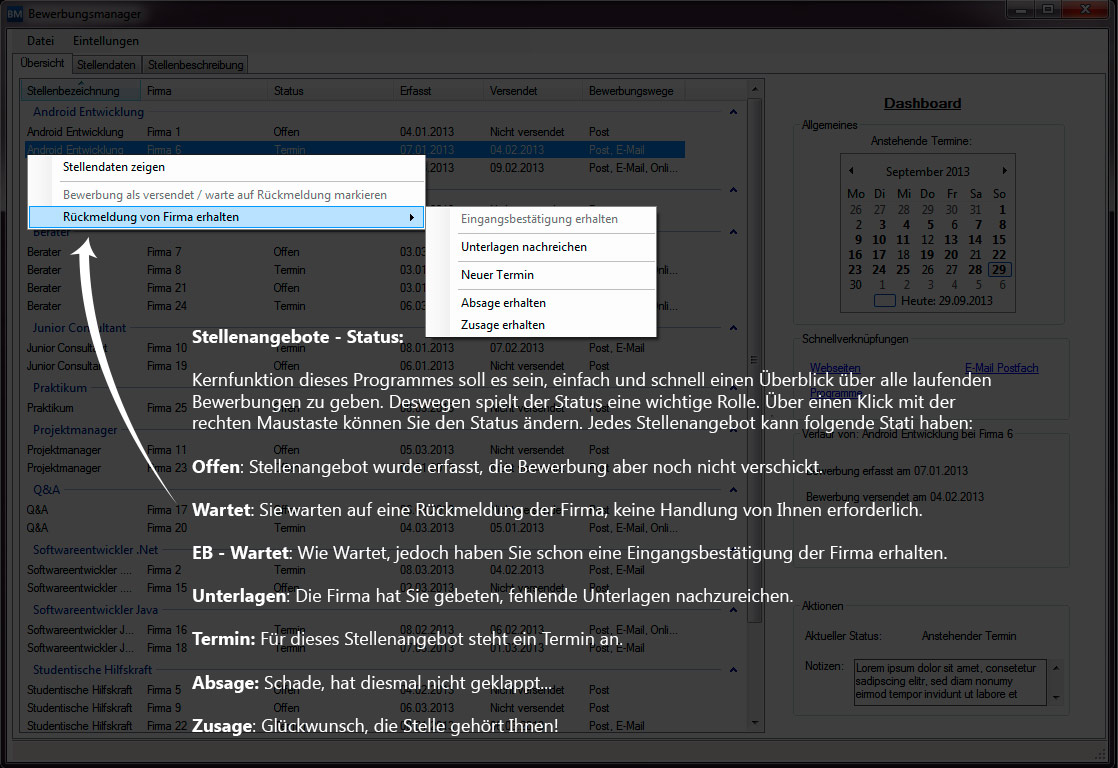 BM Bewerbungsmanager
Datei Eintellungen
Übersicht Stellendaten Stellenbeschreibung
Stellenbezeichnung Firma Status Erfasst Versendet Bewerbungswege
Android Entwicklung
Android Entwicklung Firma 1 Offen 04.01.2013 Nicht versendet Post
Android Entwicklung Firma 6 Termin 07.01.2013 04.02.2013 Post, E-Mail
09.02.2013 Post, E-Mail, Onli...
Stellendaten zeigen
Bewerbung als versendet / warte auf Rückmeldung markieren
Rückmeldung von Firma erhalten
Eingangsbestätigung erhalten
Unterlagen nachreichen
Neuer Termin
Absage erhalten
Zusage erhalten
Berater
Berater Firma 7 Offen 03.03
Berater Firma 8 Termin 01.0
Berater Firma 21 Offen 03.0
Berater Firma 24 Termin 06.0
Junior Consultant
Junior Consultant Firma 10 Termin 08.01.2013 07.02.2013 Post, E-Mail
Junior Consultant Firma 19 Offen 06.01.2013 Nicht versendet Post
Praktikum
Praktikum Firma 25
Projektmanager
Projektmanager Firma 11 Offen 05.03.2013 Nicht versendet Post
Projektmanager Firma 23
Q&A
Q&A Firma 17
Q&A Firma 20 Termin 04.03.2013 05.01.2013 Post, E-Mail
Softwareentwickler .Net
Softwareentwickler .... Firma 2 Termin 08.03.2013 04.02.2013 Post, E-Mail
Softwareentwickler .... Firma 15 Offen 02.03.2013 Nicht versendet Post
Softwareentwickler Java
Softwareentwickler J... Firma 16 Termin 08.02.2013 06.02.2013 Post, E-Mail, Onli...
Softwareentwickler J... Firma 18 Termin 07.03.2013 01.03.2013 Post, E-Mail
Studentische Hilfskraft
Studentische Hilfskraft Firma 5 Offen 04.02.2013 Nicht versendet Post
Studentische Hilfskraft Firma 9 Offen 06.03.2013 Nicht versendet Post
Studentische Hilfskraft Firma 22 Termin 02.02.2013 Post, E-Mail
Stellenangebote - Status:
Kernfunktion dieses Programmes soll es sein, einfach und schnell einen Überblick über alle laufenden
Bewerbungen zu geben. Deswegen spielt der Status eine wichtige Rolle. Über einen Klick mit der
rechten Maustaste können Sie den Status ändern. Jedes Stellenangebot kann folgende Stati haben:
Offen: Stellenangebot wurde erfasst, die Bewerbung aber noch nicht verschickt.
Wartet: Sie warten auf eine Rückmeldung der Firma, keine Handlung von Ihnen erforderlich.
EB - Wartet: Wie Wartet, jedoch haben Sie schon eine Eingangsbestätigung der Firma erhalten.
Unterlagen: Die Firma hat Sie gebeten, fehlende Unterlagen nachzureichen.
Termin: Für dieses Stellenangebot steht ein Termin an.
Absage: Schade, hat diesmal nicht geklappt...
Zusage: Glückwunsch, die Stelle gehört Ihnen!
Dashboard
Allgemeines
Anstehende Termine:
September 2013
Mo Di Mi Do Fr Sa So
26 27 28 29 30 31 1
2 3 4 5 6 7 8
9 10 11 12 13 14 15
16 17 18 19 20 21 22
23 24 25 26 27 28 29
30 1 2 3 4 5 6
Heute: 29.09.2013
Schnellverknüpfungen
Webseiten E-Mail Postfach
Programme
Verlauf von: Android Entwicklung bei Firma 6
Bewerbung erfasst am 07.01.2013
Bewerbung versendet am 04.02.2013
Aktionen
Aktueller Status: Anstehender Termin
Notizen: Lorem ipsum dolor sit amet, consetetur
sadipscing elitr, sed diam nonumy
eirmod tempor invidunt ut labore et